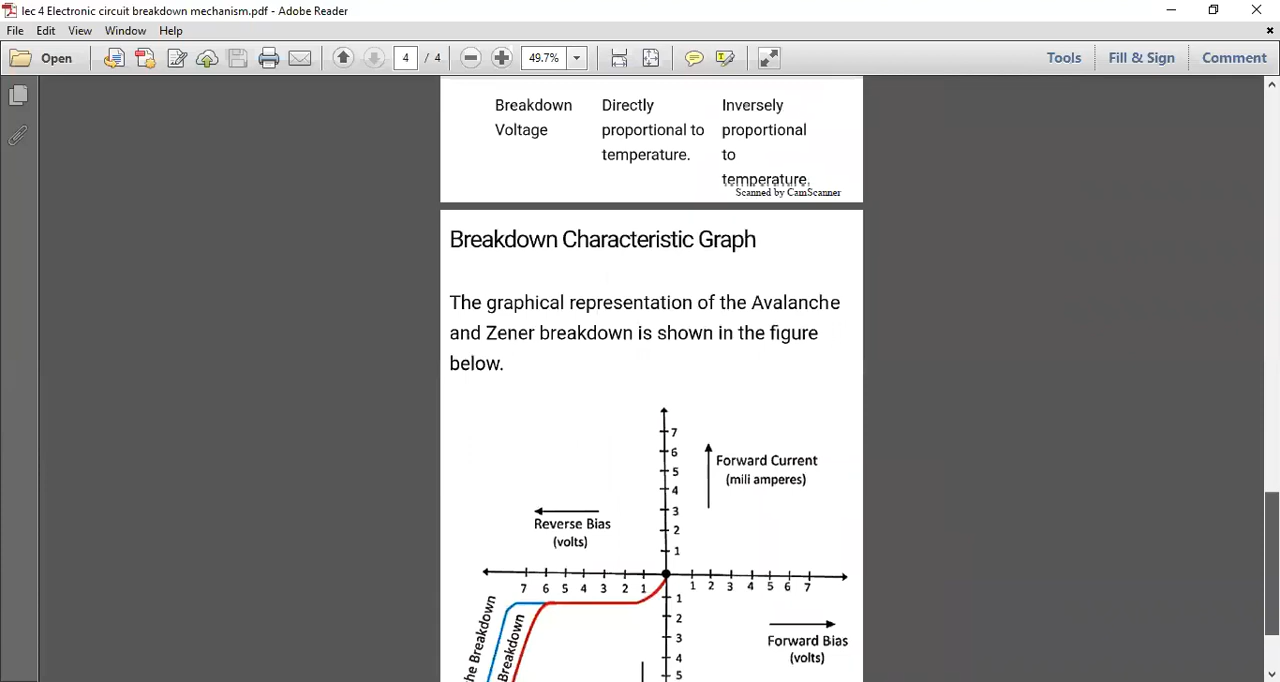 lec 4 Electronic circuit breakdown mechanism.pdf - Adobe Reader
File Edit View Window Help
Open 4 / 4 49.7% Tools Fill & Sign Comment
Breakdown Directly Inversely
Voltage proportional to proportional
temperature. to
temperature.
Scanned by CamScanner
Breakdown Characteristic Graph
The graphical representation of the Avalanche
and Zener breakdown is shown in the figure
below.
7
6
Forward Current
5
(mili amperes)
4
3
Reverse Bias
2
(volts)
1
7 6 5 4 3 2 1 1 2 3 4 5 6 7
1
2
3
Forward Bias
4
(volts)
5
Breakdown
Breakdown